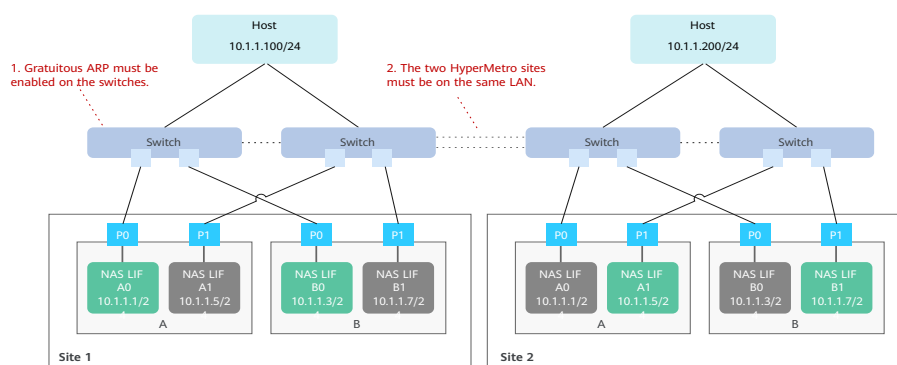 Host
10.1.1.100/24
Host
10.1.1.200/24
1. Gratuitous ARP must be
enabled on the switches.
2. The two HyperMetro sites
must be on the same LAN.
Switch
Switch
Switch
Switch
P0
P1
P0
P1
P0
P1
P0
P1
NAS LIF
A0
10.1.1.1/2
NAS LIF
A1
10.1.1.5/2
NAS LIF
B0
10.1.1.3/2
NAS LIF
B1
10.1.1.7/2
NAS LIF
A0
10.1.1.1/2
NAS LIF
A1
10.1.1.5/2
NAS LIF
B0
10.1.1.3/2
NAS LIF
B1
10.1.1.7/2
A
B
A
B
Site 1
Site 2